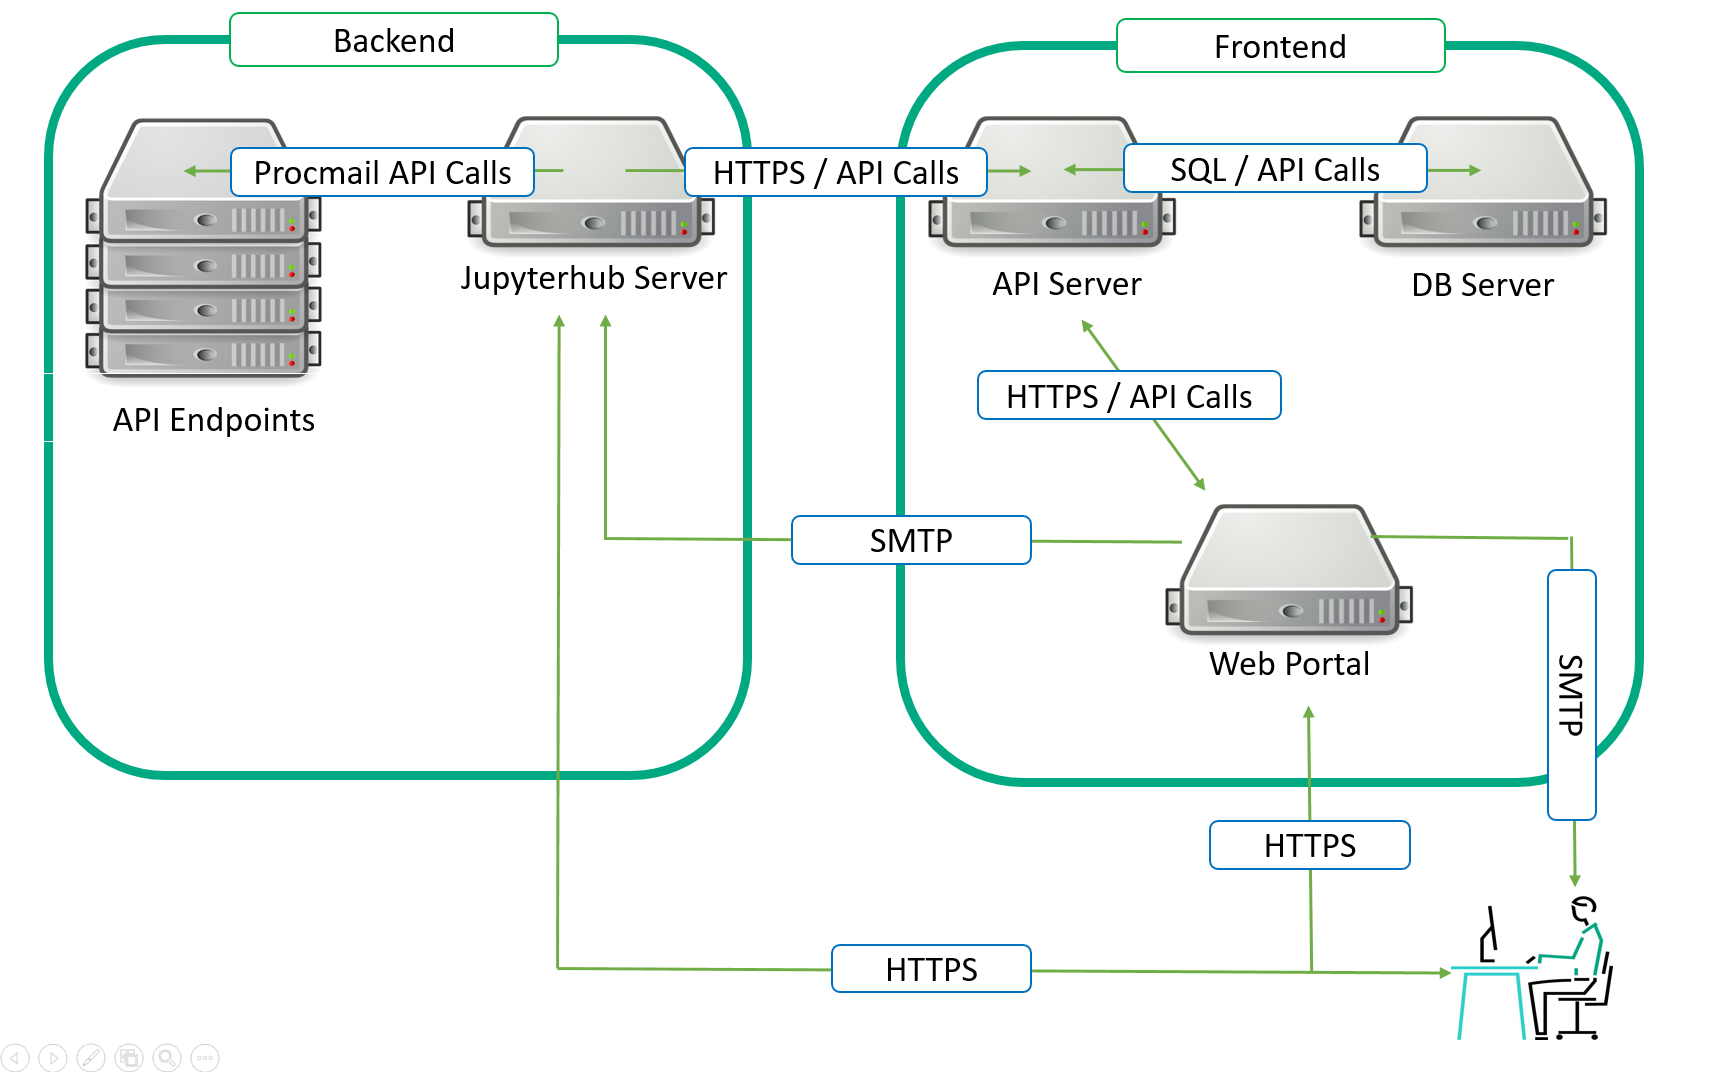 Backend
Frontend
Procmail API Calls
HTTPS / API Calls
SQL / API Calls
Jupyterhub Server
API Server
DB Server
HTTPS / API Calls
API Endpoints
SMTP
Web Portal
SMTP
HTTPS
HTTPS